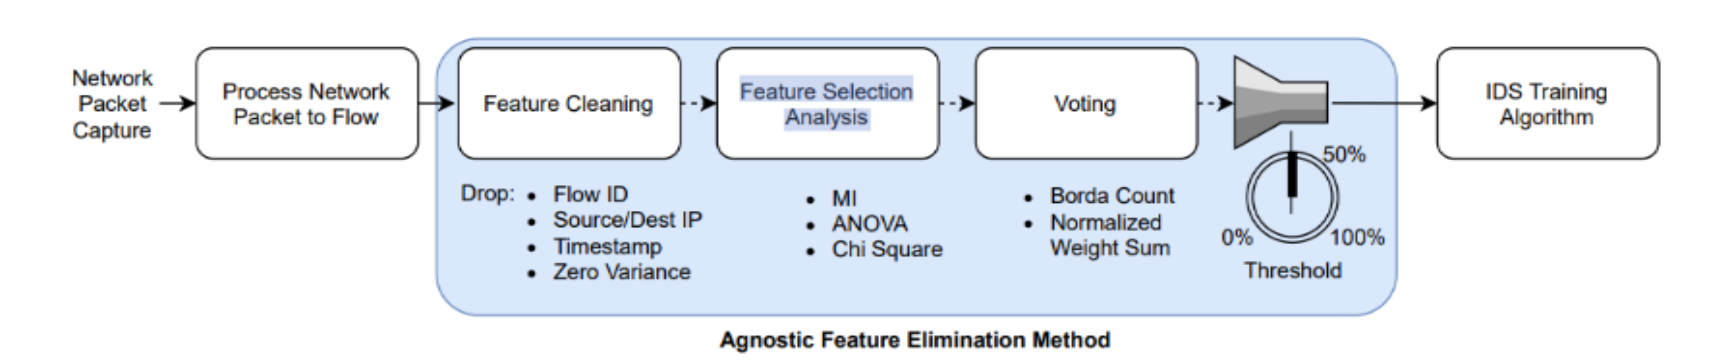 Network
Packet
Capture
Process Network
Packet to Flow
Feature Cleaning
Feature Selection
Analysis
Voting
IDS Training
Algorithm
Drop:
• Flow ID
• Source/Dest IP
• Timestamp
• Zero Variance
• MI
• ANOVA
• Chi Square
• Borda Count
• Normalized
Weight Sum
50%
0%
100%
Threshold
Agnostic Feature Elimination Method